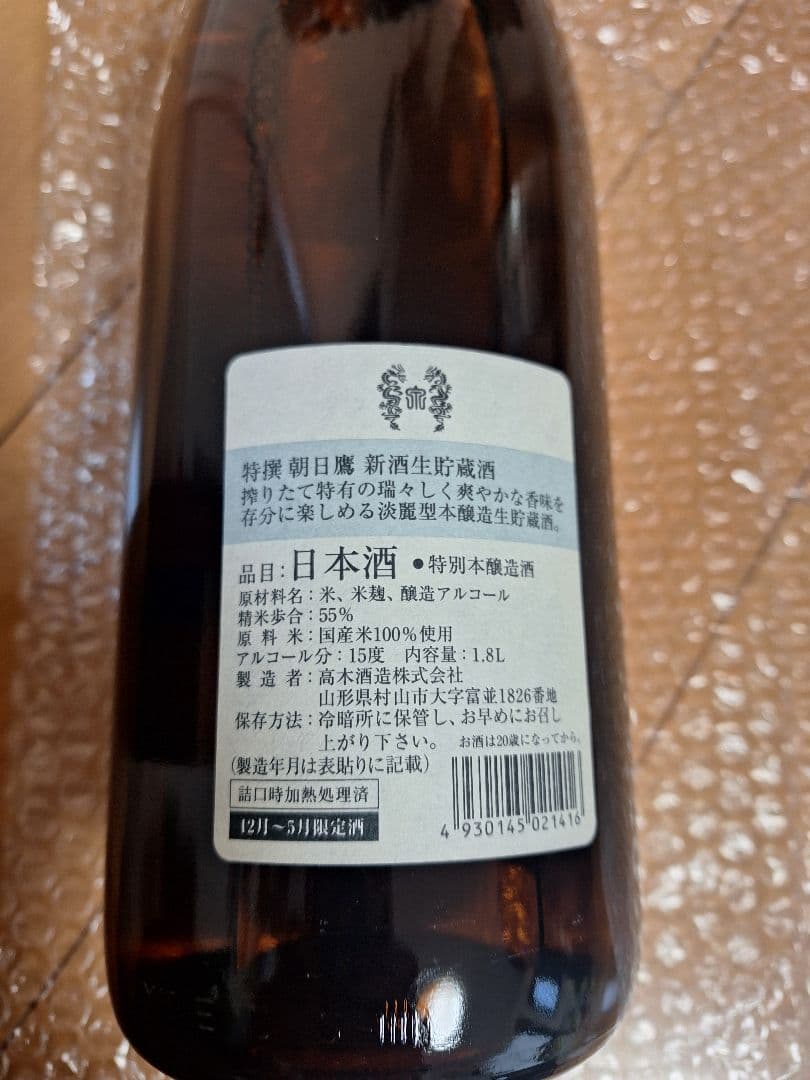 特撰 朝日鷹 新酒生貯蔵酒
搾りたて特有の瑞々しく爽やかな香味を
存分に楽しめる淡麗型本醸造生貯蔵酒。
品目：日本酒 ●特別本醸造酒
原材料名：米、米麹、醸造アルコール
精米歩合：55%
原料米：国産米100%使用
アルコール分：15度 内容量：1.8L
製造者：高木酒造株式会社
山形県村山市大字富並1826番地
保存方法：冷暗所に保管し、お早めにお召し
上がり下さい。 お酒は20歳になってから。
(製造年月は表貼りに記載)
詰口時加熱処理済
12月～5月限定酒
4 930145 021416